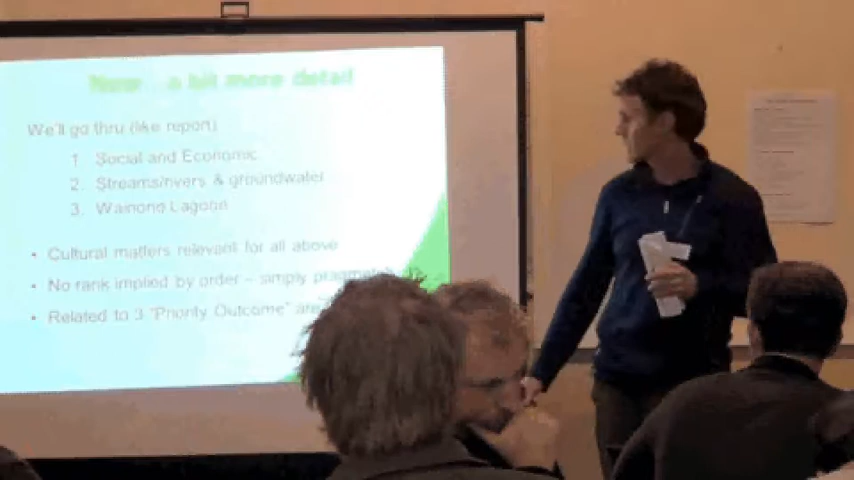 Now a bit more detail
We'll go thru (like report)
1 Social and Economic
2. Streams/rivers & groundwater
3. Wainono Lagoon
• Cultural matters relevant for all above
• No rank implied by order – simply pragmatic
• Related to 3 "Priority Outcome" are